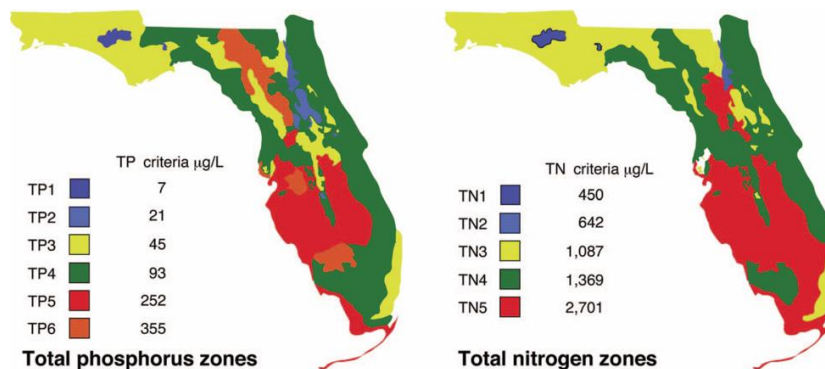 TP criteria µg/L
TP1 7
TP2 21
TP3 45
TP4 93
TP5 252
TP6 355
Total phosphorus zones
TN criteria µg/L
TN1 450
TN2 642
TN3 1,087
TN4 1,369
TN5 2,701
Total nitrogen zones